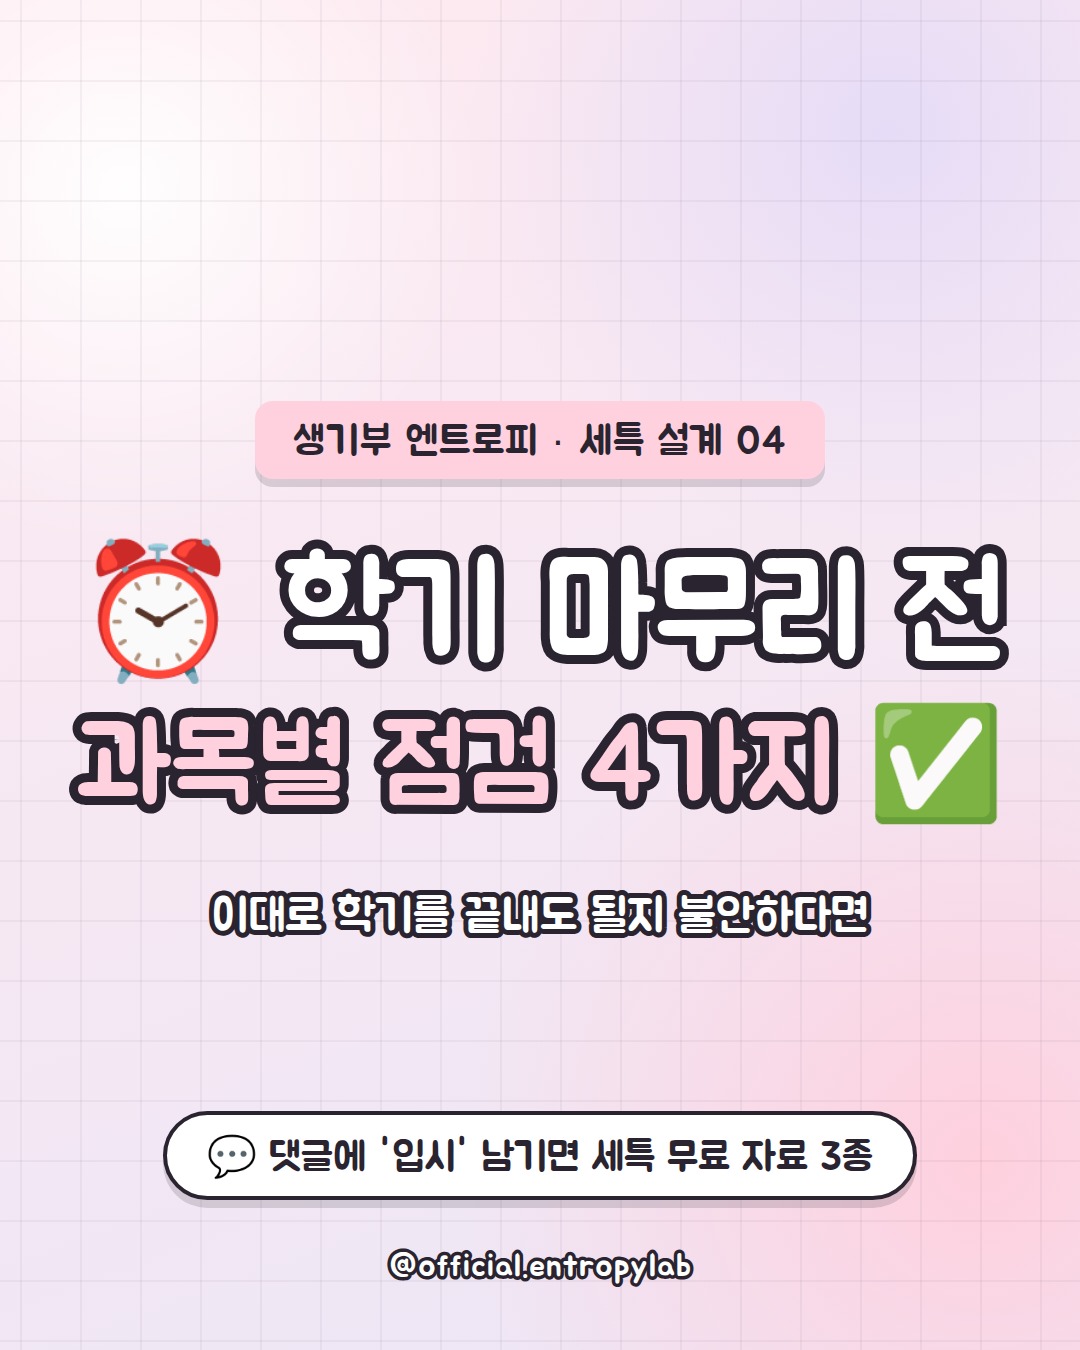 생기부 엔트로피 · 세특 설계 04
⏰ 학기 마무리 전
과목별 점검 4가지 ✅
이대로 학기를 끝내도 될지 불안하다면
💬 댓글에 '입시' 남기면 세특 무료 자료 3종
@official.entropylab